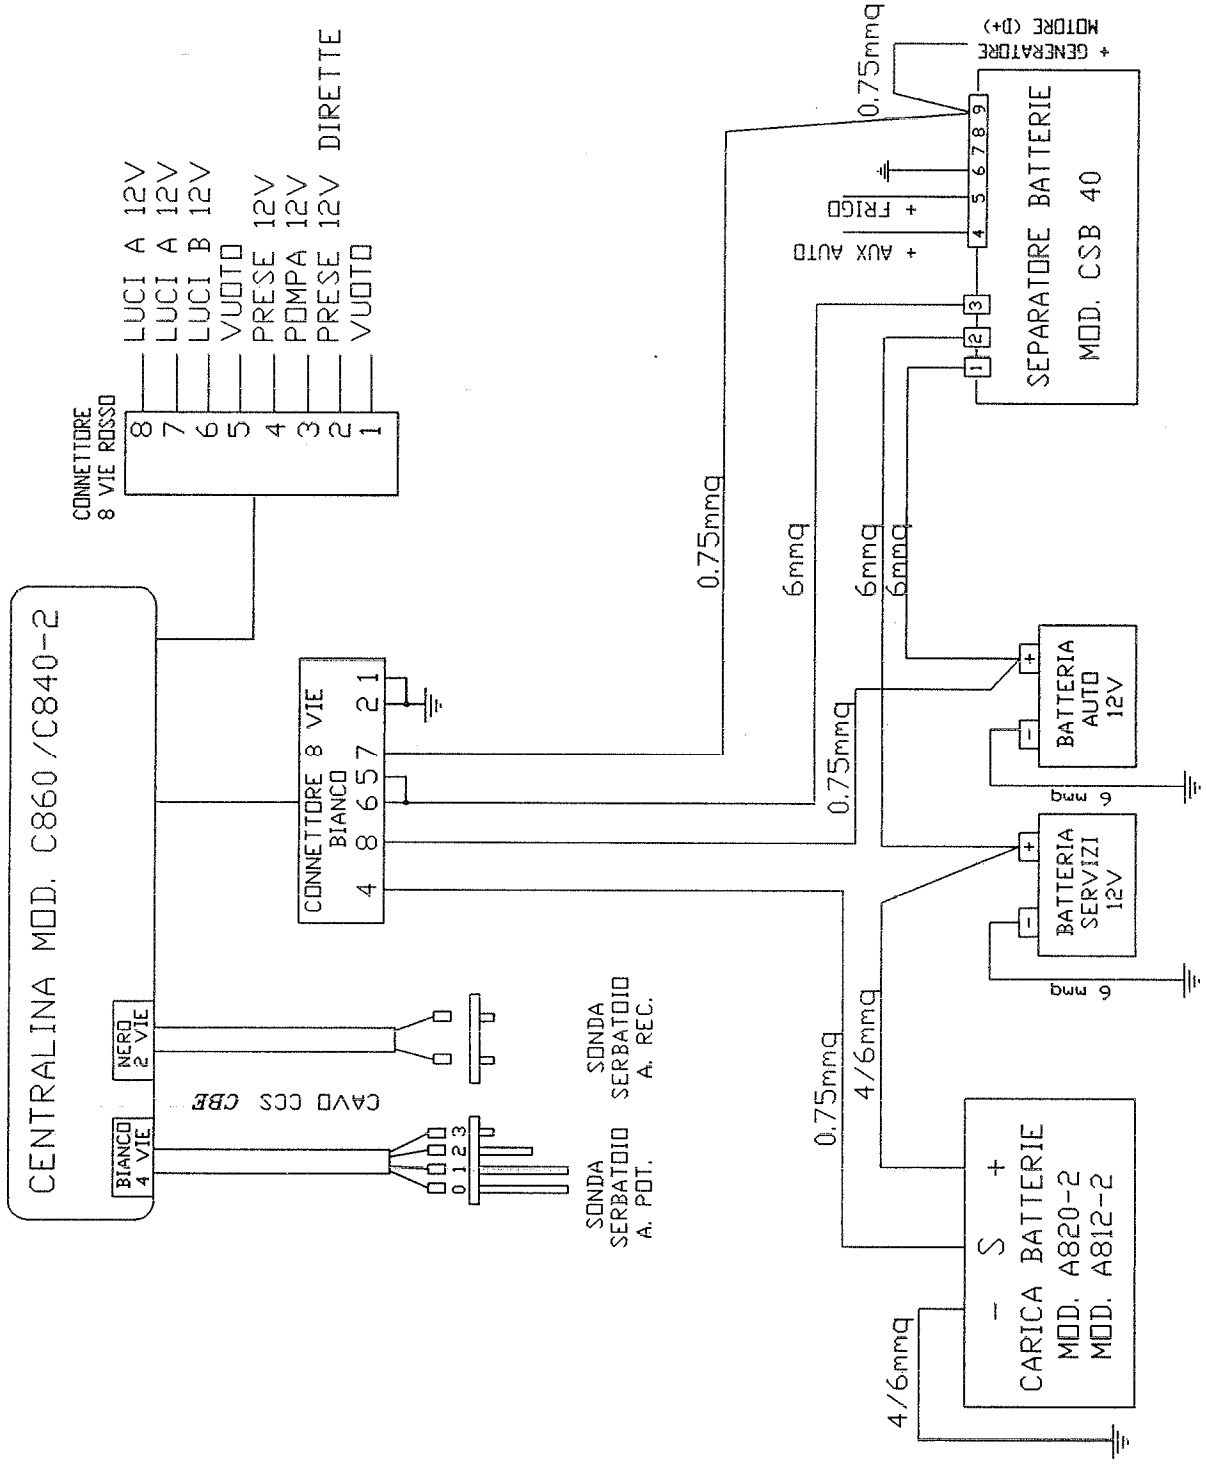 CENTRALINA MOD. C860/C840-2
BIANCO
4 VIE
NERO
2 VIE
CAVO CCS CBE
0 1 2 3
SONDA
SERBATOIO
A. POT.
SONDA
SERBATOIO
A. REC.
CONNETTORE
8 VIE ROSSO
8 LUCI A 12V
7 LUCI A 12V
6 LUCI B 12V
5 VUOTO
4 PRESE 12V
3 POMPA 12V
2 PRESE 12V DIRETTE
1 VUOTO
CONNETTORE 8 VIE
BIANCO
4 8 6 5 7 2 1
0.75mmq
6mmq
6mmq
6mmq
0.75mmq
0.75mmq
4/6mmq
4/6mmq
0.75mmq
+ GENERATORE
MOTORE (D+)
+ FRIGO
+ AUX AUTO
1 2 3 4 5 6 7 8 9
SEPARATORE BATTERIE
MOD. CSB 40
- +
BATTERIA
AUTO
12V
6 mmq
- +
BATTERIA
SERVIZI
12V
6 mmq
- S +
CARICA BATTERIE
MOD. A820-2
MOD. A812-2